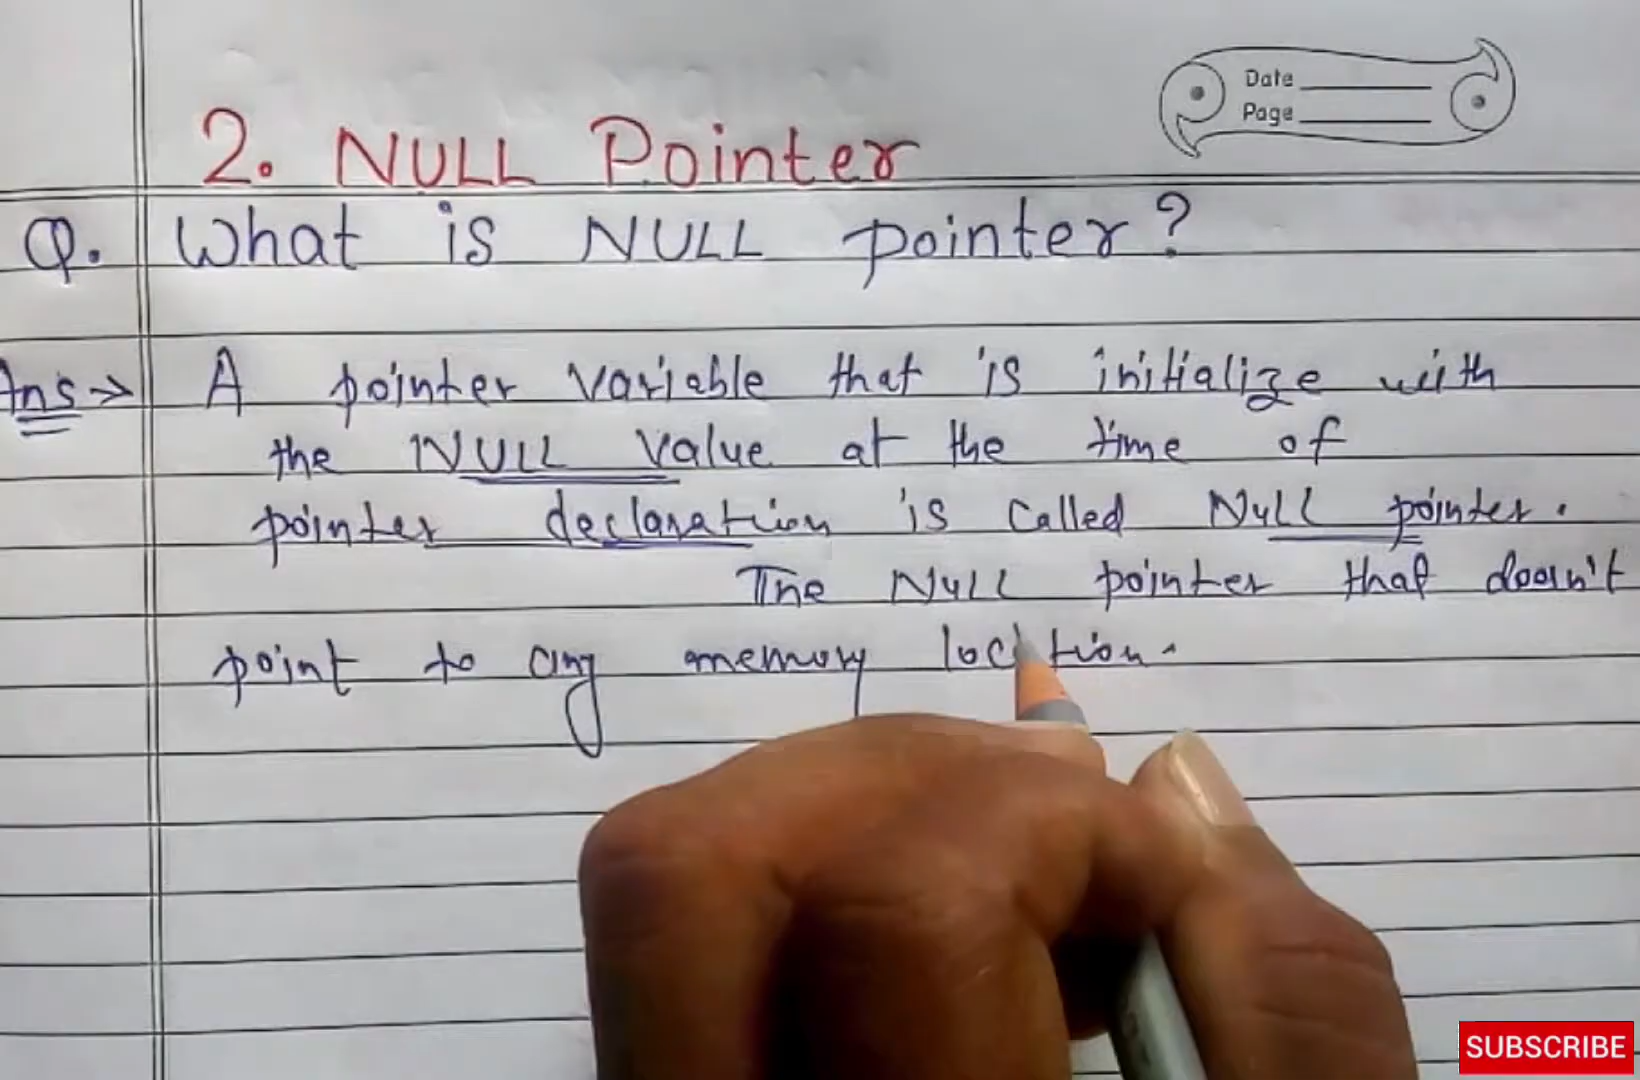 Date
Page
2. NULL Pointer
Q. What is NULL pointer?
Ans → A pointer variable that is initialize with
the NULL value at the time of
pointer declaration is called NULL pointer.
The NULL pointer that doesn't
point to any memory location.
SUBSCRIBE